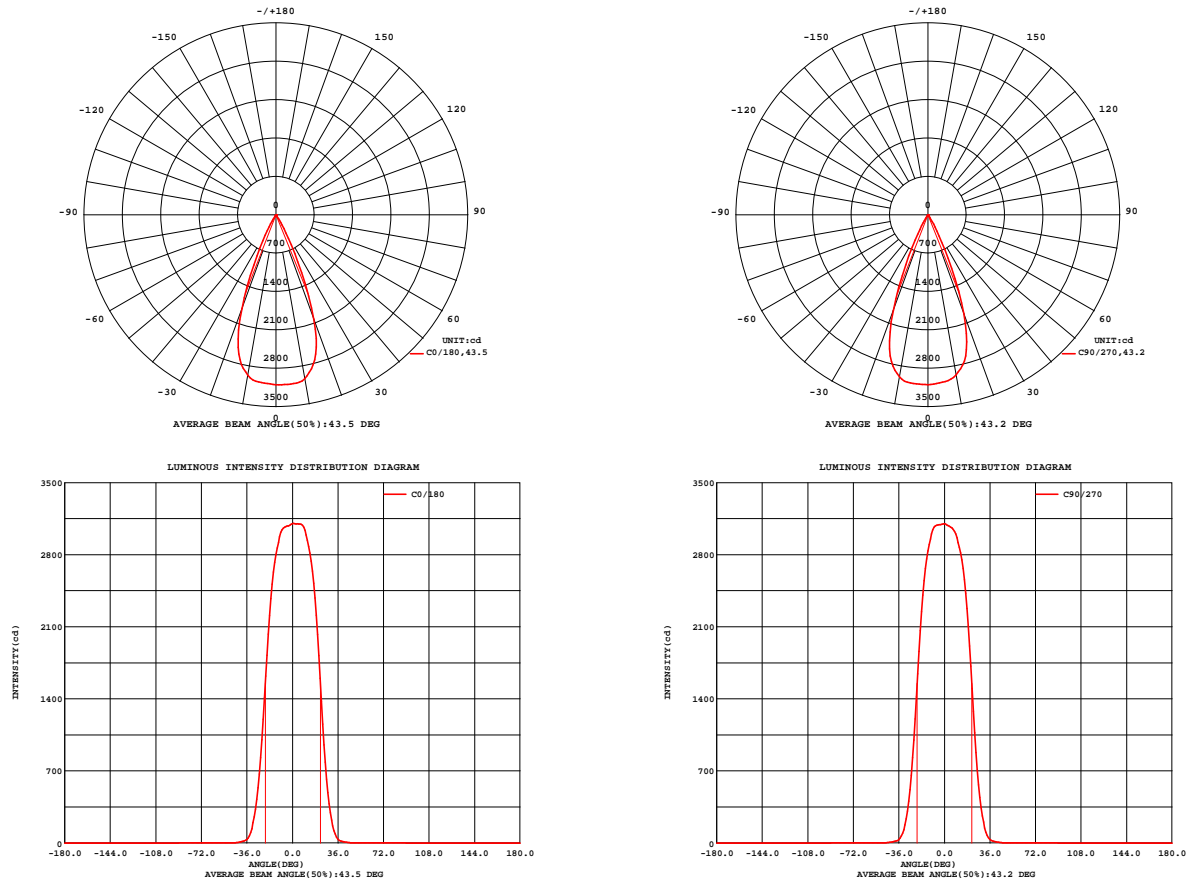 -/+180
-150
150
-120
120
-90
90
-60
60
-30
30
0
0
700
1400
2100
2800
3500
UNIT:cd
C0/180,43.5
AVERAGE BEAM ANGLE(50%):43.5 DEG
-/+180
-150
150
-120
120
-90
90
-60
60
-30
30
0
0
700
1400
2100
2800
3500
UNIT:cd
C90/270,43.2
AVERAGE BEAM ANGLE(50%):43.2 DEG
LUMINOUS INTENSITY DISTRIBUTION DIAGRAM
C0/180
INTENSITY(cd)
3500
2800
2100
1400
700
0
-180.0 -144.0 -108.0 -72.0 -36.0 0.0 36.0 72.0 108.0 144.0 180.0
ANGLE(DEG)
AVERAGE BEAM ANGLE(50%):43.5 DEG
LUMINOUS INTENSITY DISTRIBUTION DIAGRAM
C90/270
INTENSITY(cd)
3500
2800
2100
1400
700
0
-180.0 -144.0 -108.0 -72.0 -36.0 0.0 36.0 72.0 108.0 144.0 180.0
ANGLE(DEG)
AVERAGE BEAM ANGLE(50%):43.2 DEG